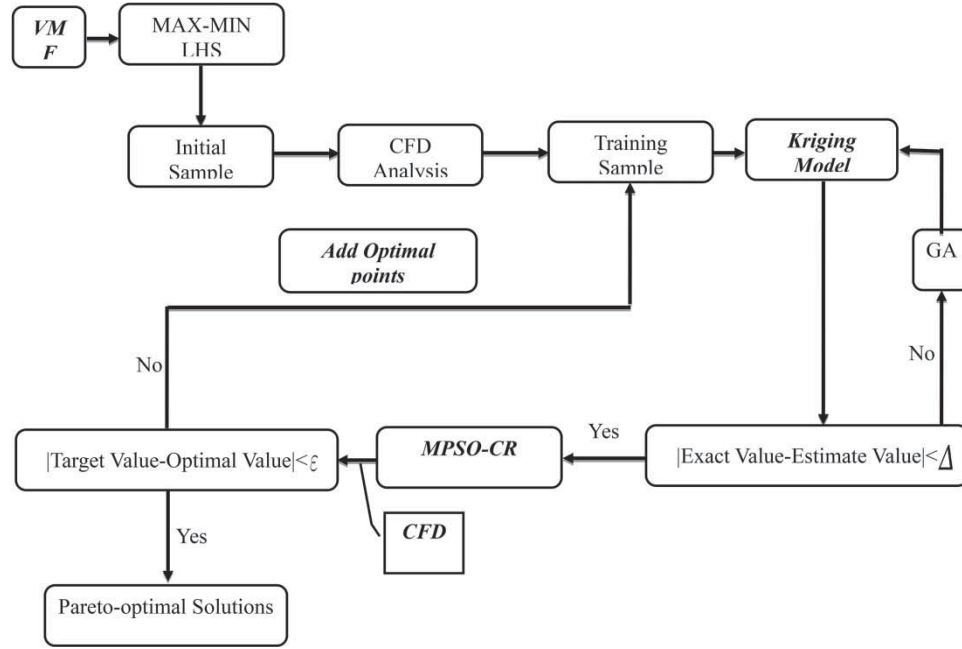 VM
F
MAX-MIN
LHS
Initial
Sample
CFD
Analysis
Training
Sample
Kriging
Model
Add Optimal
points
GA
No
No
|Target Value-Optimal Value|<ε
MPSO-CR
Yes
|Exact Value-Estimate Value|<Δ
CFD
Yes
Pareto-optimal Solutions